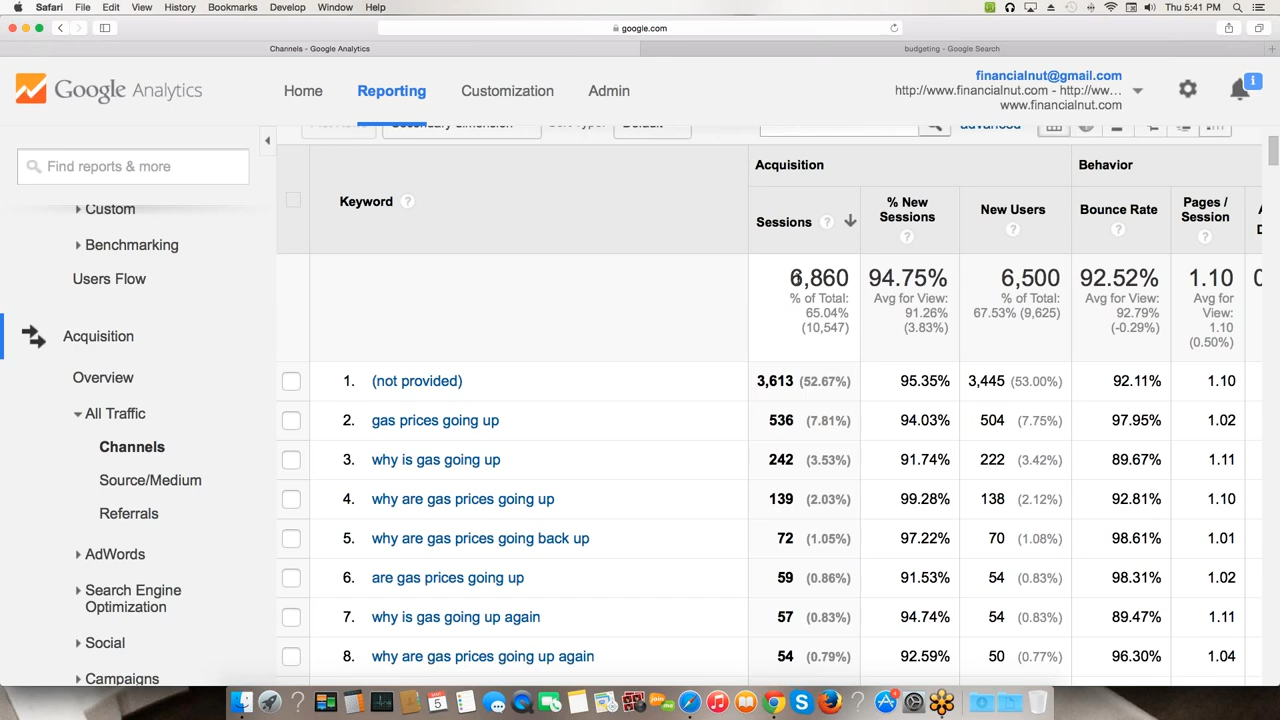 Safari File Edit View History Bookmarks Develop Window Help Thu 5:41 PM
google.com
Channels - Google Analytics
budgeting - Google Search
Google Analytics
Home
Reporting
Customization
Admin
financialnut@gmail.com
http://www.financialnut.com - http://ww...
www.financialnut.com
Find reports & more
Custom
Benchmarking
Users Flow
Acquisition
Overview
All Traffic
Channels
Source/Medium
Referrals
AdWords
Search Engine
Optimization
Social
Campaigns
Secondary dimension
Default
advanced
Keyword
Acquisition
Behavior
Sessions
% New
Sessions
New Users
Bounce Rate
Pages /
Session
6,860
% of Total:
65.04%
(10,547)
94.75%
Avg for View:
91.26%
(3.83%)
6,500
% of Total:
67.53% (9,625)
92.52%
Avg for View:
92.79%
(-0.29%)
1.10
Avg for
View:
1.10
(0.50%)
1. (not provided) 3,613 (52.67%) 95.35% 3,445 (53.00%) 92.11% 1.10
2. gas prices going up 536 (7.81%) 94.03% 504 (7.75%) 97.95% 1.02
3. why is gas going up 242 (3.53%) 91.74% 222 (3.42%) 89.67% 1.11
4. why are gas prices going up 139 (2.03%) 99.28% 138 (2.12%) 92.81% 1.10
5. why are gas prices going back up 72 (1.05%) 97.22% 70 (1.08%) 98.61% 1.01
6. are gas prices going up 59 (0.86%) 91.53% 54 (0.83%) 98.31% 1.02
7. why is gas going up again 57 (0.83%) 94.74% 54 (0.83%) 89.47% 1.11
8. why are gas prices going up again 54 (0.79%) 92.59% 50 (0.77%) 96.30% 1.04